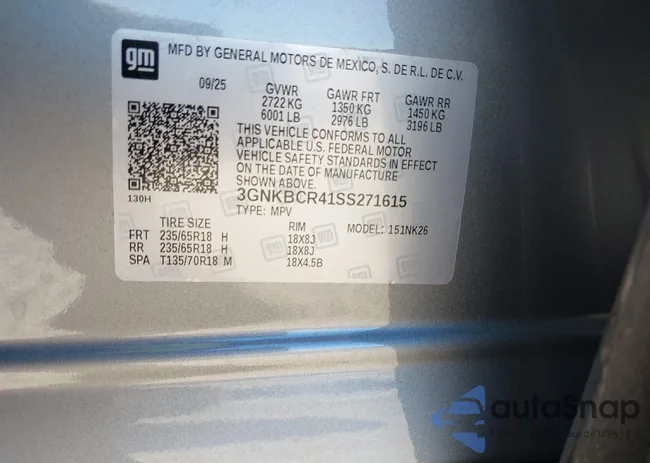 gm
MFD BY GENERAL MOTORS DE MEXICO, S. DE R.L. DE C.V.
09/25 GVWR GAWR FRT GAWR RR
2722 KG 1350 KG 1450 KG
6001 LB 2976 LB 3196 LB
THIS VEHICLE CONFORMS TO ALL
APPLICABLE U.S. FEDERAL MOTOR
VEHICLE SAFETY STANDARDS IN EFFECT
ON THE DATE OF MANUFACTURE
SHOWN ABOVE.
130H 3GNKBCR41SS271615
TYPE: MPV
TIRE SIZE RIM MODEL: 151NK26
FRT 235/65R18 H 18X8J
RR 235/65R18 H 18X8J
SPA T135/70R18 M 18X4.5B
autoSnap